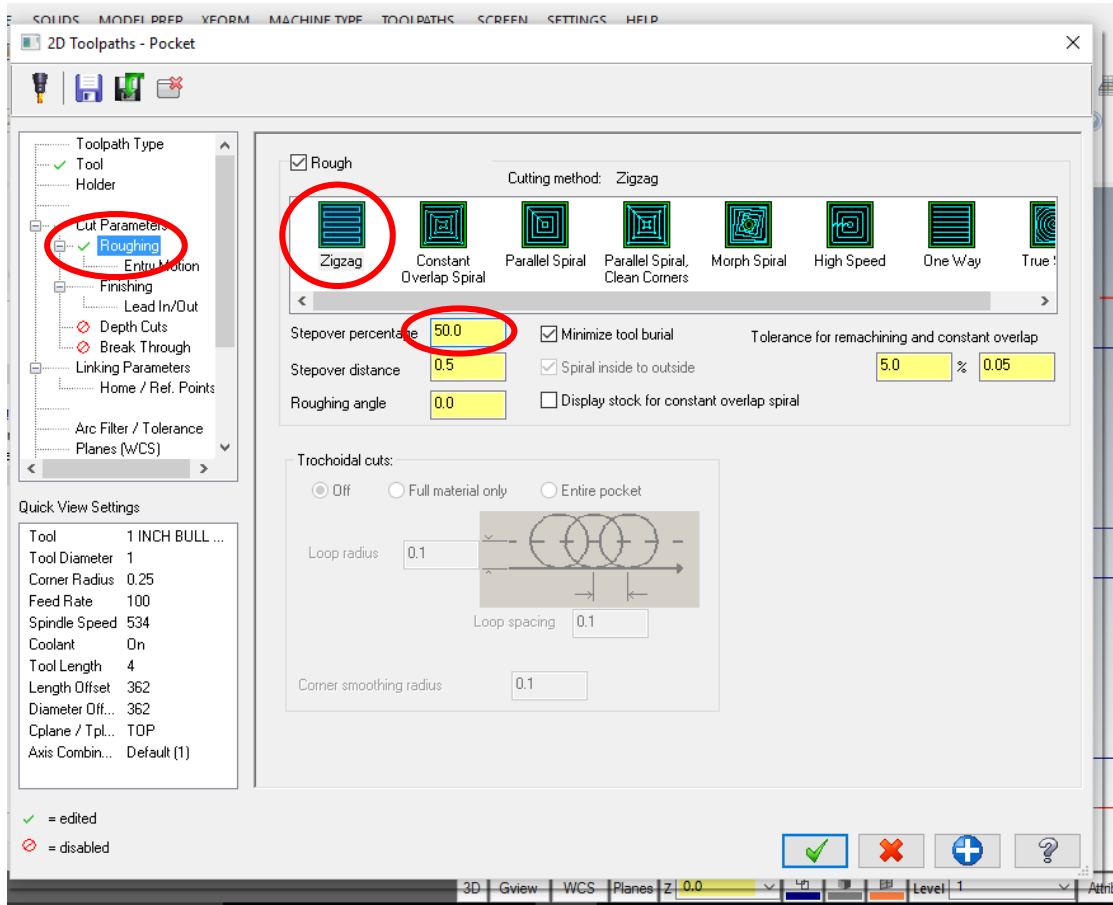 SOLIDS MODEL PREP XFORM MACHINE TYPE TOOLPATHS SCREEN SETTINGS HELP
2D Toolpaths - Pocket
Toolpath Type
Tool
Holder
Cut Parameters
Roughing
Entry Motion
Finishing
Lead In/Out
Depth Cuts
Break Through
Linking Parameters
Home / Ref. Points
Arc Filter / Tolerance
Planes (WCS)
Rough
Cutting method: Zigzag
Zigzag
Constant Overlap Spiral
Parallel Spiral
Parallel Spiral, Clean Corners
Morph Spiral
High Speed
One Way
True
Stepover percentage 50.0
Minimize tool burial
Tolerance for remachining and constant overlap
Stepover distance 0.5
Spiral inside to outside
5.0 % 0.05
Roughing angle 0.0
Display stock for constant overlap spiral
Trochoidal cuts:
Off Full material only Entire pocket
Loop radius 0.1
Loop spacing 0.1
Corner smoothing radius 0.1
Quick View Settings
Tool 1 INCH BULL ...
Tool Diameter 1
Corner Radius 0.25
Feed Rate 100
Spindle Speed 534
Coolant On
Tool Length 4
Length Offset 362
Diameter Off... 362
Cplane / Tpl... TOP
Axis Combin... Default (1)
= edited
= disabled
3D Gview WCS Planes Z 0.0 Level 1 Attrib